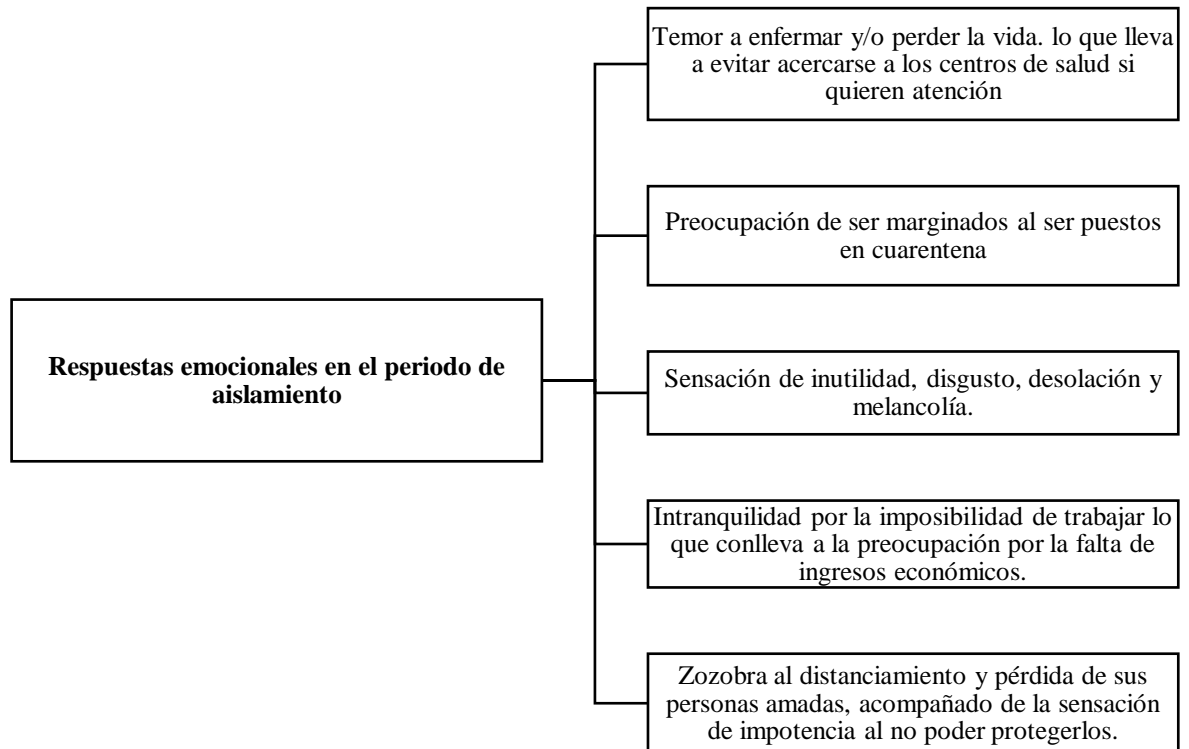 Temor a enfermar y/o perder la vida. lo que lleva
a evitar acercarse a los centros de salud si
quieren atención
Preocupación de ser marginados al ser puestos
en cuarentena
Respuestas emocionales en el periodo de
aislamiento
Sensación de inutilidad, disgusto, desolación y
melancolía.
Intranquilidad por la imposibilidad de trabajar lo
que conlleva a la preocupación por la falta de
ingresos económicos.
Zozobra al distanciamiento y pérdida de sus
personas amadas, acompañado de la sensación
de impotencia al no poder protegerlos.